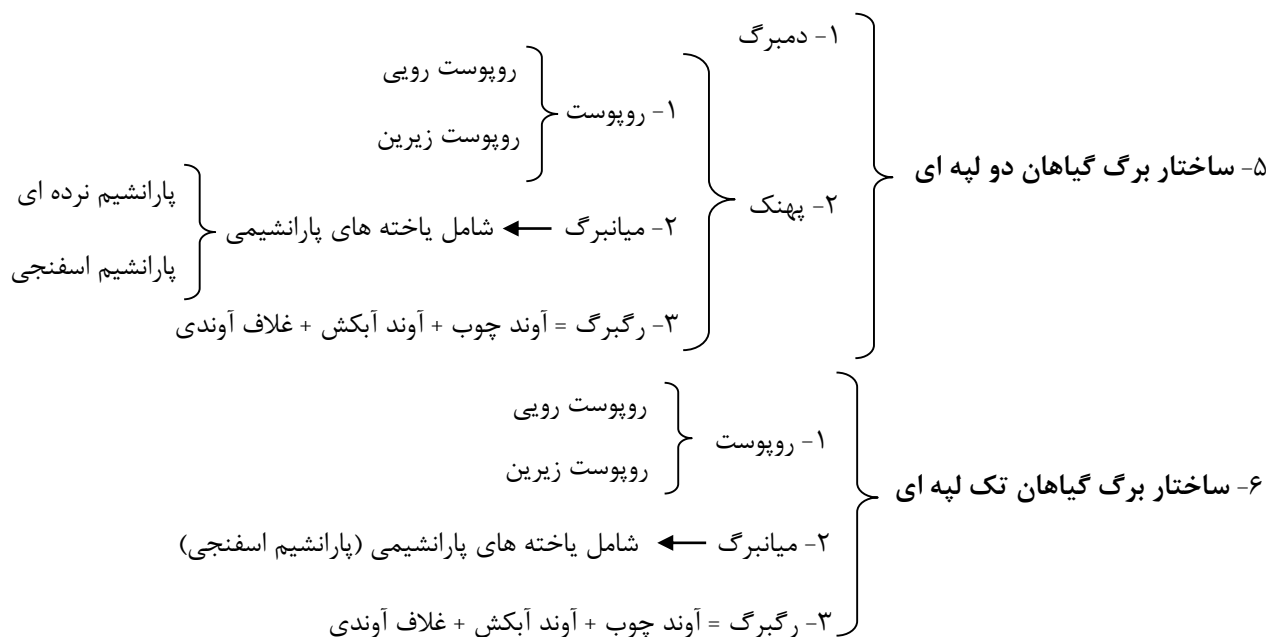 ۵- ساختار برگ گیاهان دو لپه ای
۱- دمبرگ
۲- پهنک
۱- روپوست
روپوست رویی
روپوست زیرین
۲- میانبرگ ← شامل یاخته های پارانشیمی
پارانشیم نرده ای
پارانشیم اسفنجی
۳- رگبرگ = آوند چوب + آوند آبکش + غلاف آوندی
۶- ساختار برگ گیاهان تک لپه ای
۱- روپوست
روپوست رویی
روپوست زیرین
۲- میانبرگ ← شامل یاخته های پارانشیمی (پارانشیم اسفنجی)
۳- رگبرگ = آوند چوب + آوند آبکش + غلاف آوندی